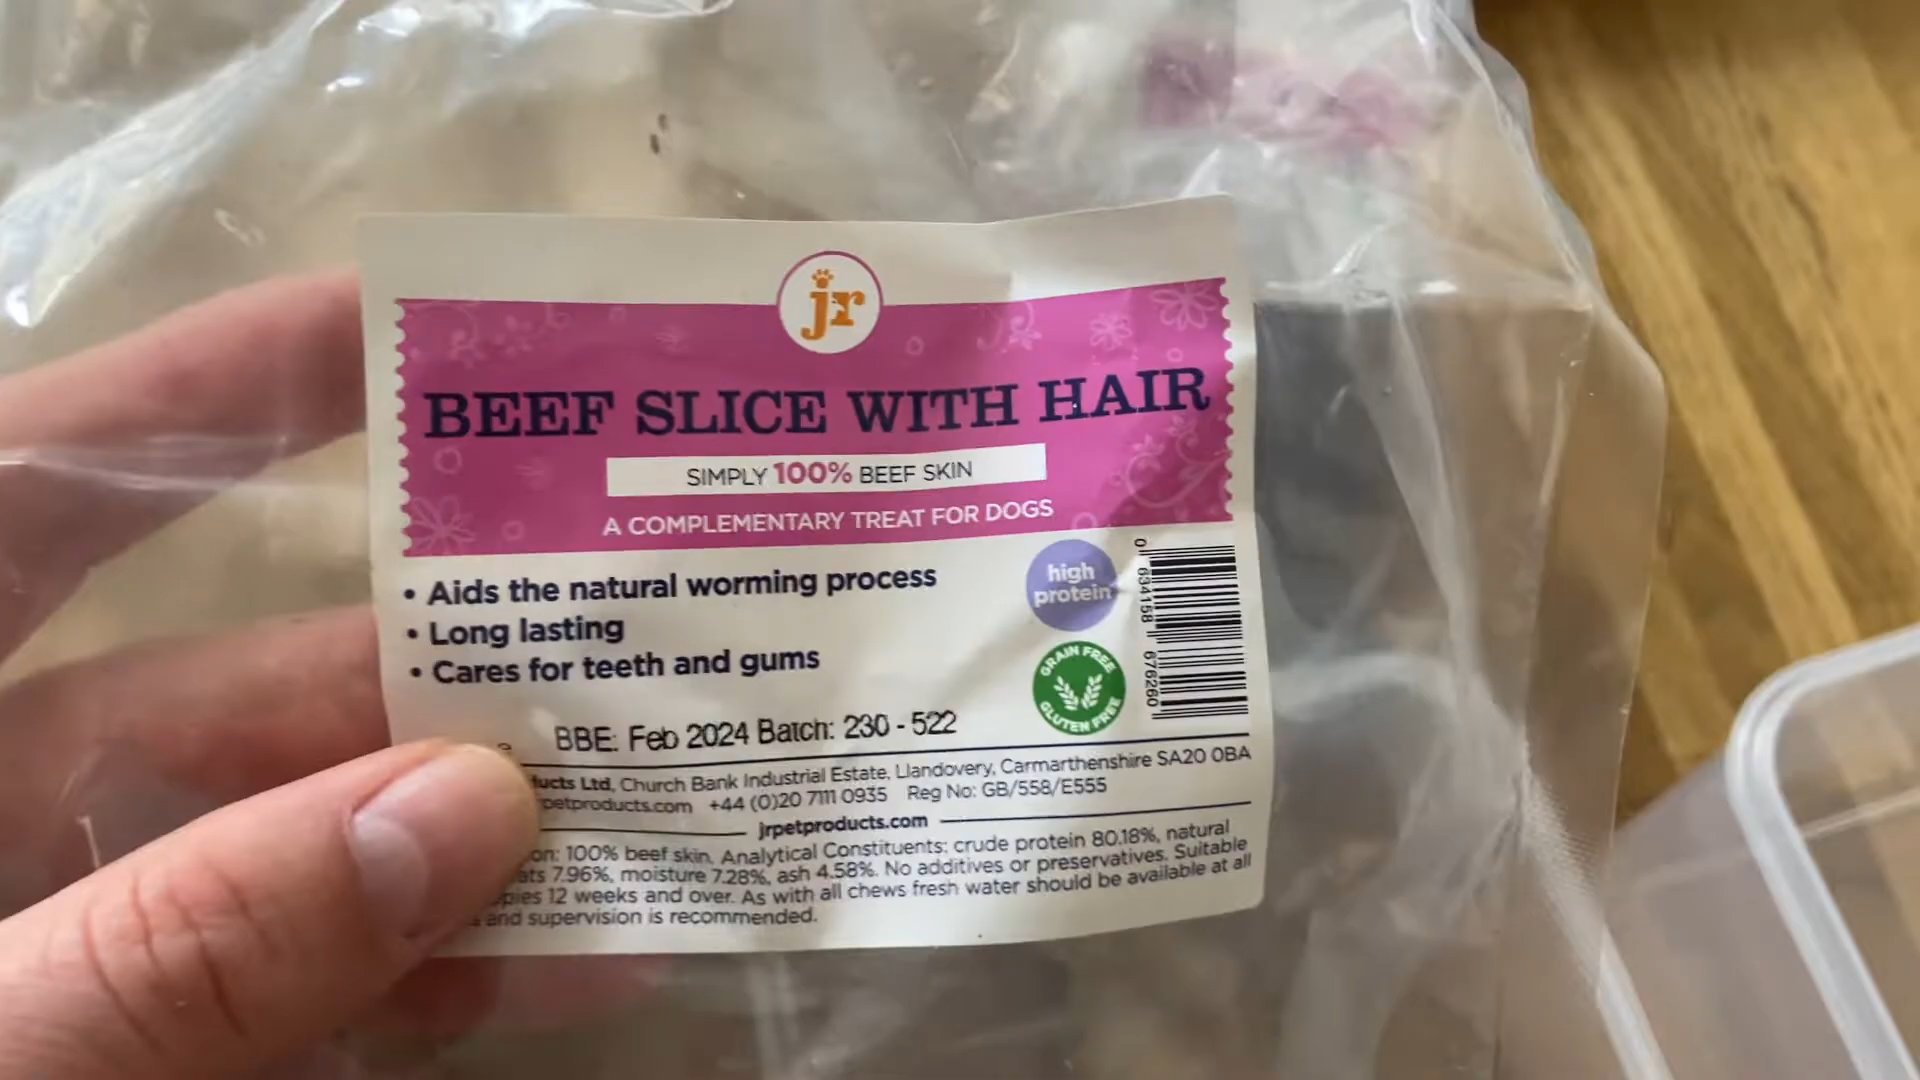 jr
BEEF SLICE WITH HAIR
SIMPLY 100% BEEF SKIN
A COMPLEMENTARY TREAT FOR DOGS
• Aids the natural worming process
• Long lasting
• Cares for teeth and gums
high
protein
GRAIN FREE
GLUTEN FREE
0 634158 676260
BBE: Feb 2024 Batch: 230 - 522
ucts Ltd, Church Bank Industrial Estate, Llandovery, Carmarthenshire SA20 0BA
petproducts.com +44 (0)20 7111 0935 Reg No: GB/558/E555
jrpetproducts.com
on: 100% beef skin. Analytical Constituents: crude protein 80.18%, natural
ats 7.96%, moisture 7.28%, ash 4.58%. No additives or preservatives. Suitable
pies 12 weeks and over. As with all chews fresh water should be available at all
and supervision is recommended.